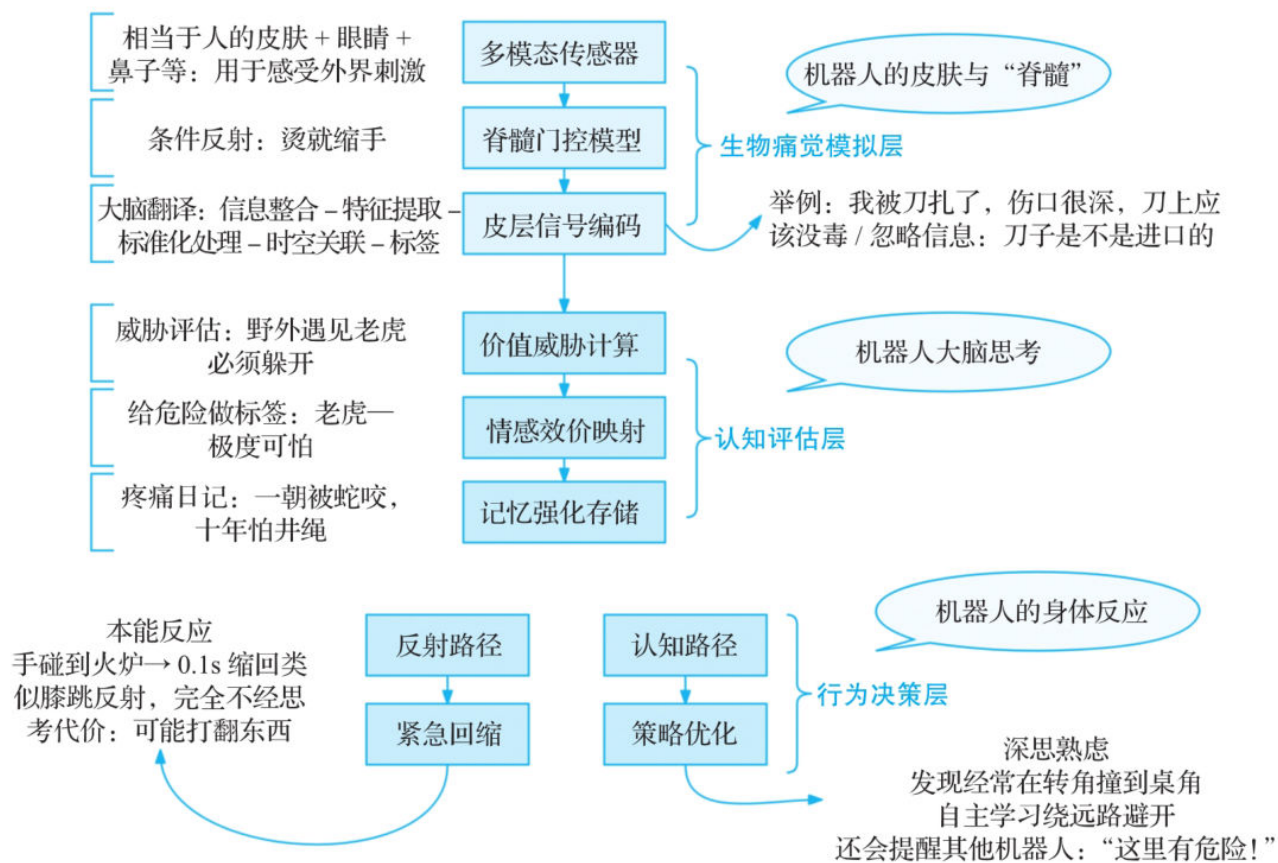 相当于人的皮肤 + 眼睛 +
鼻子等：用于感受外界刺激
多模态传感器
机器人的皮肤与“脊髓”
条件反射：烫就缩手
脊髓门控模型
生物痛觉模拟层
大脑翻译：信息整合 – 特征提取 –
标准化处理 – 时空关联 – 标签
皮层信号编码
举例：我被刀扎了，伤口很深，刀上应
该没毒 / 忽略信息：刀子是不是进口的
威胁评估：野外遇见老虎
必须躲开
价值威胁计算
机器人大脑思考
给危险做标签：老虎—
极度可怕
情感效价映射
认知评估层
疼痛日记：一朝被蛇咬，
十年怕井绳
记忆强化存储
机器人的身体反应
本能反应
手碰到火炉→ 0.1s 缩回类
似膝跳反射，完全不经思
考代价：可能打翻东西
反射路径
认知路径
行为决策层
紧急回缩
策略优化
深思熟虑
发现经常在转角撞到桌角
自主学习绕远路避开
还会提醒其他机器人：“这里有危险！”